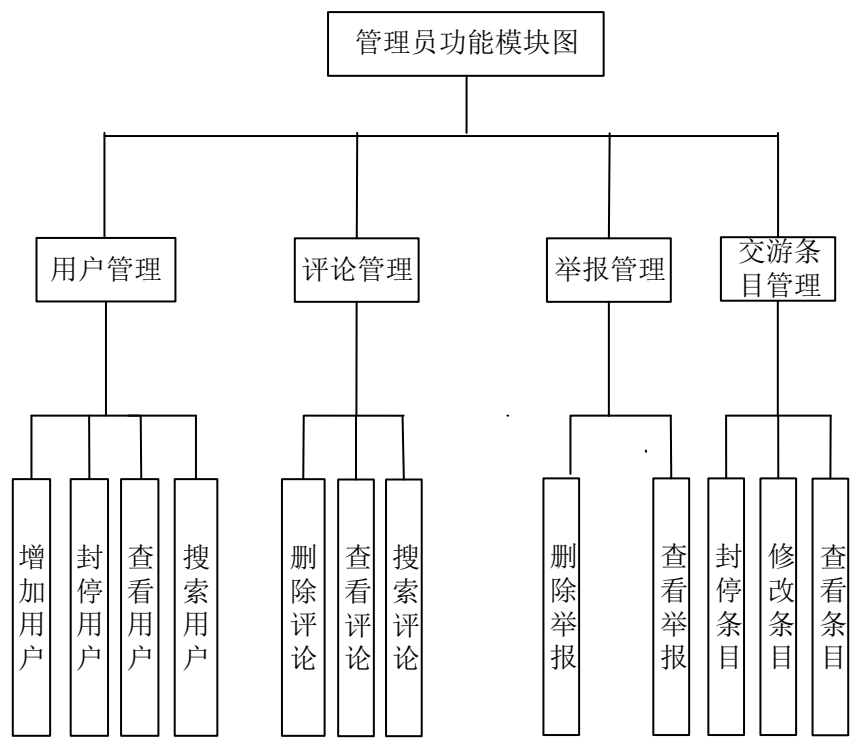 管理员功能模块图
用户管理
评论管理
举报管理
交游条
目管理
增加用户
封停用户
查看用户
搜索用户
删除评论
查看评论
搜索评论
删除举报
查看举报
封停条目
修改条目
查看条目